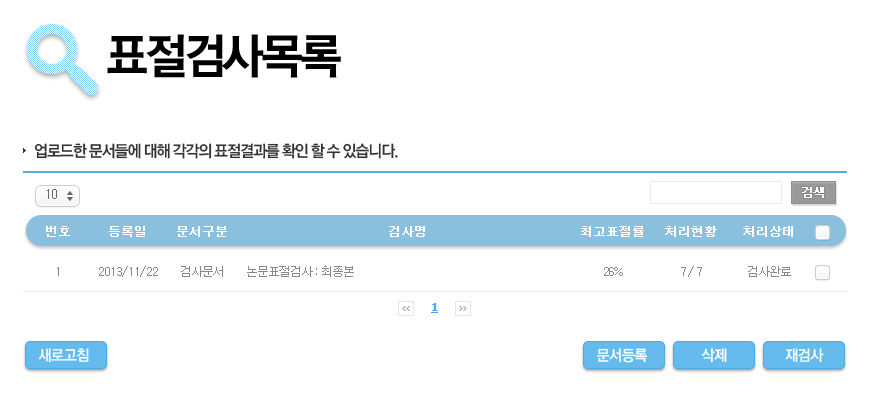 표절검사목록
업로드한 문서들에 대해 각각의 표절결과를 확인 할 수 있습니다.
10 검색
번호 등록일 문서구분 검사명 최고표절률 처리현황 처리상태
1 2013/11/22 검사문서 논문표절검사 : 최종본 26% 7 / 7 검사완료
1
새로고침 문서등록 삭제 재검사